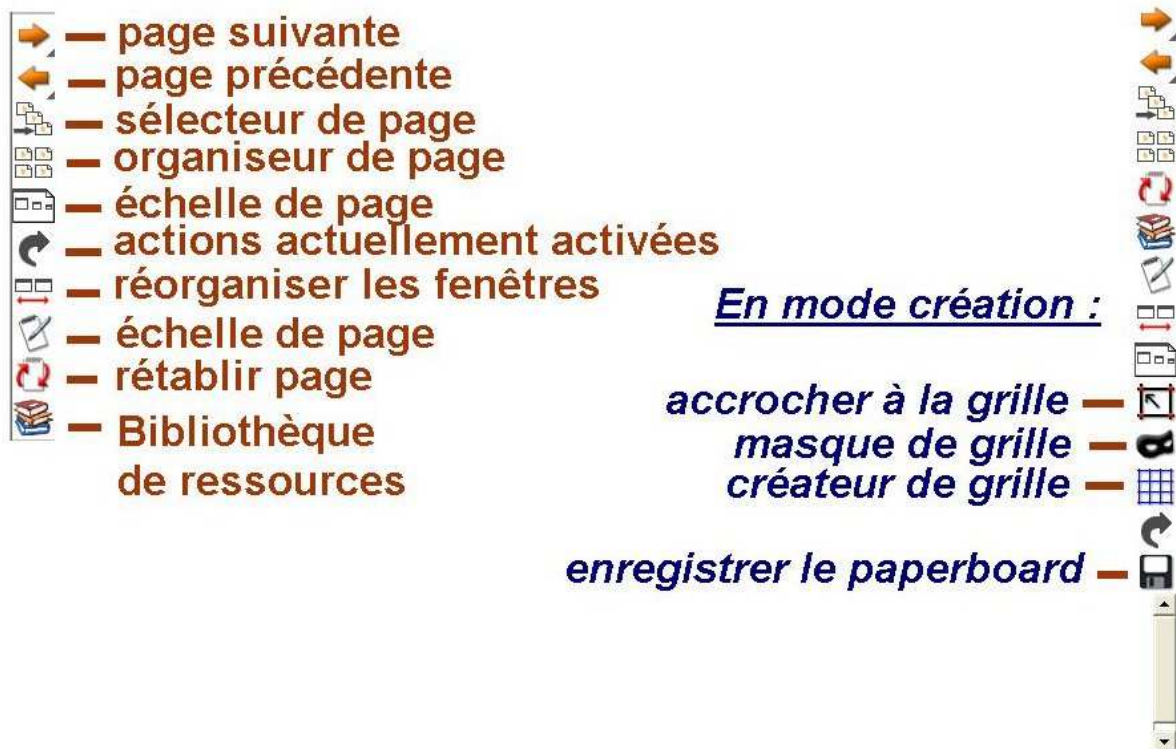 page suivante
page précédente
sélecteur de page
organiseur de page
échelle de page
actions actuellement activées
réorganiser les fenêtres
échelle de page
rétablir page
Bibliothèque
de ressources
En mode création :
accrocher à la grille
masque de grille
créateur de grille
enregistrer le paperboard